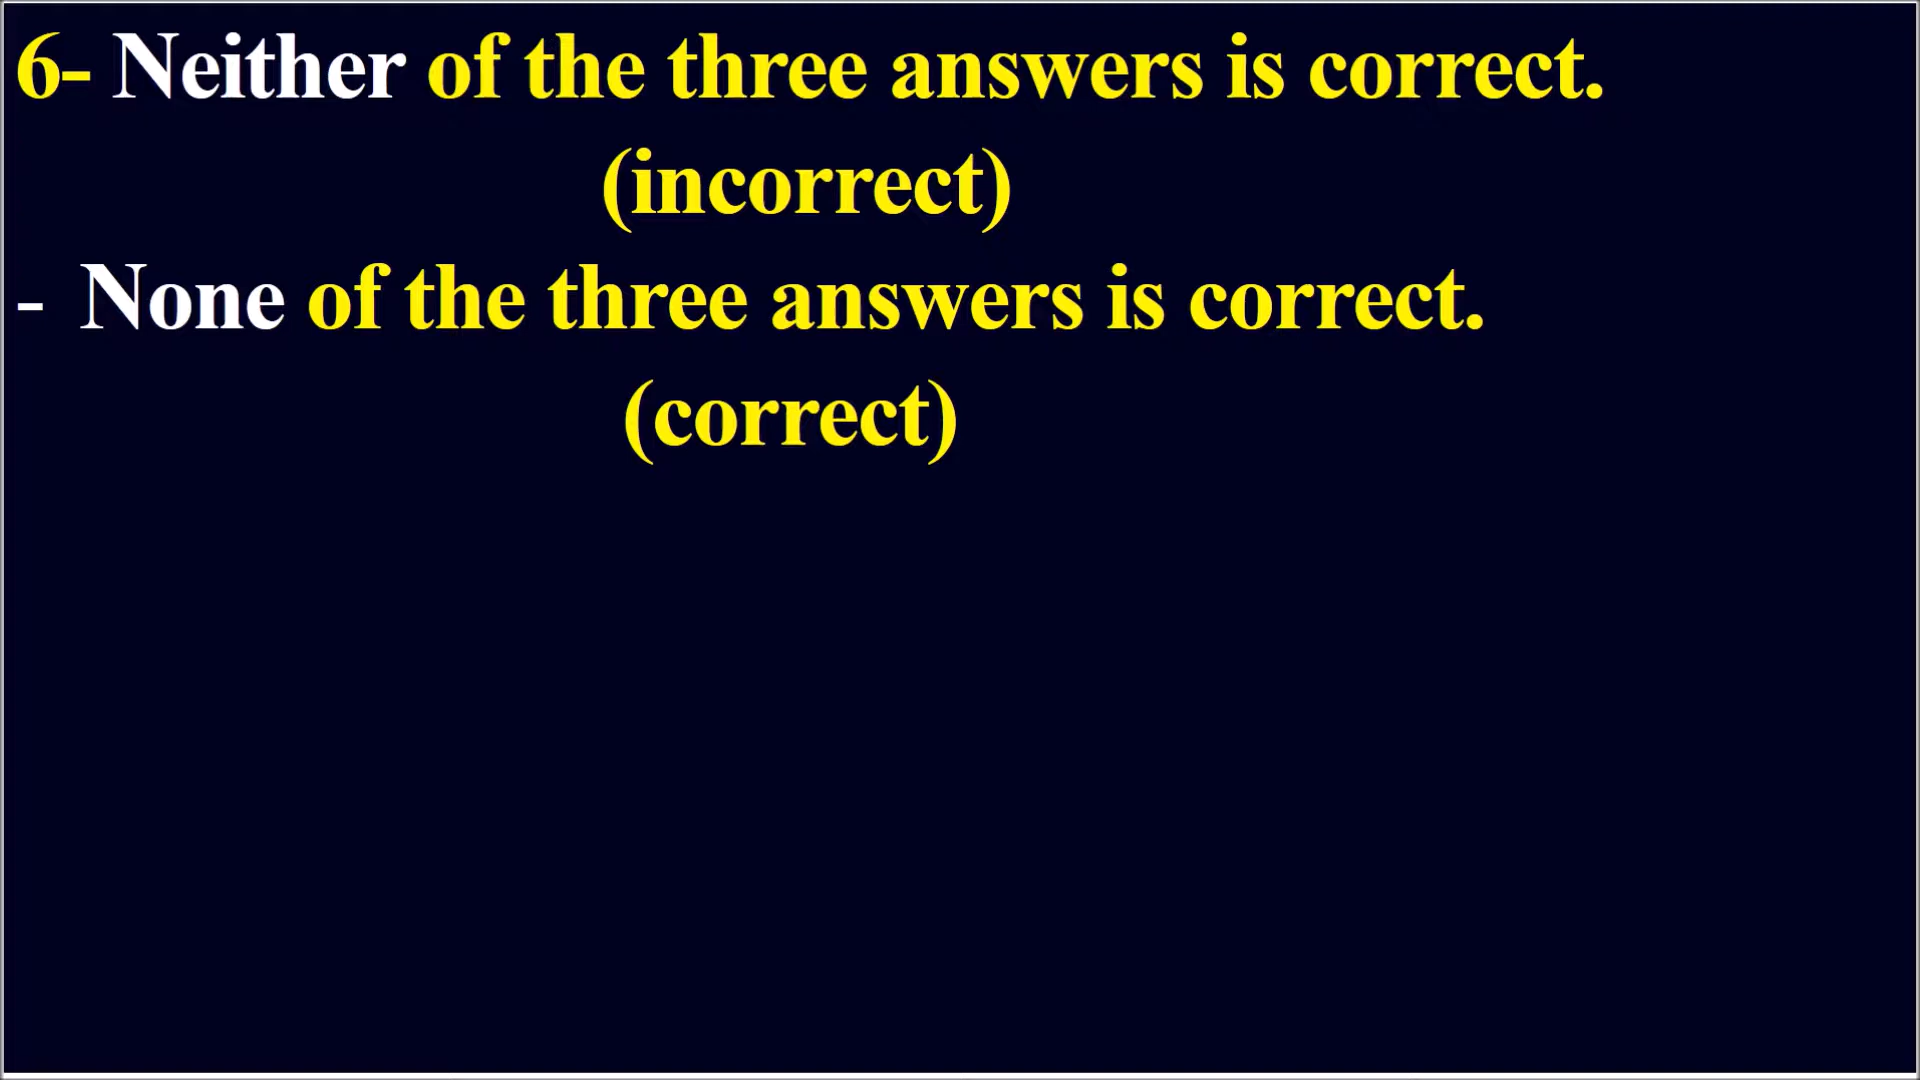 6- Neither of the three answers is correct.
(incorrect)
- None of the three answers is correct.
(correct)